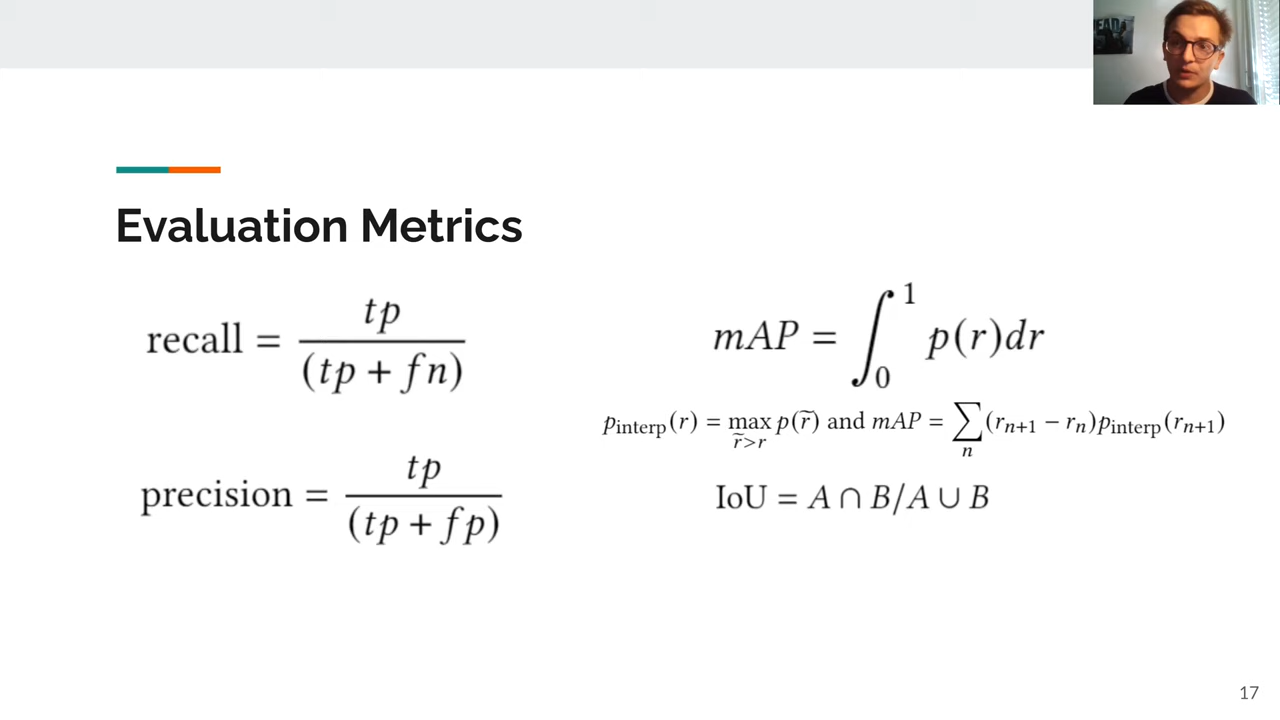 Evaluation Metrics
recall = tp / (tp + fn)
precision = tp / (tp + fp)
mAP = ∫₀¹ p(r)dr
p_interp(r) = max_{r̃>r} p(r̃) and mAP = ∑_n (r_{n+1} − r_n)p_interp(r_{n+1})
IoU = A ∩ B/A ∪ B
17